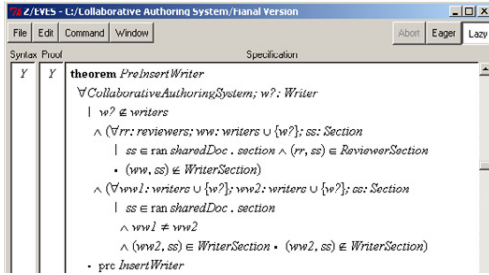 Z/EVES - C:/Collaborative Authoring System/Fianal Version
File Edit Command Window Abort Eager Lazy
Syntax Proof Specification
Y Y theorem PreInsertWriter
∀CollaborativeAuthoringSystem; w?: Writer
| w? ∉ writers
∧ (∀rr: reviewers; ww: writers ∪ {w?}; ss: Section
| ss ∈ ran sharedDoc . section ∧ (rr, ss) ∈ ReviewerSection
• (ww, ss) ∉ WriterSection)
∧ (∀ww1: writers ∪ {w?}; ww2: writers ∪ {w?}; ss: Section
| ss ∈ ran sharedDoc . section
∧ ww1 ≠ ww2
∧ (ww2, ss) ∈ WriterSection • (ww2, ss) ∉ WriterSection)
• pre InsertWriter